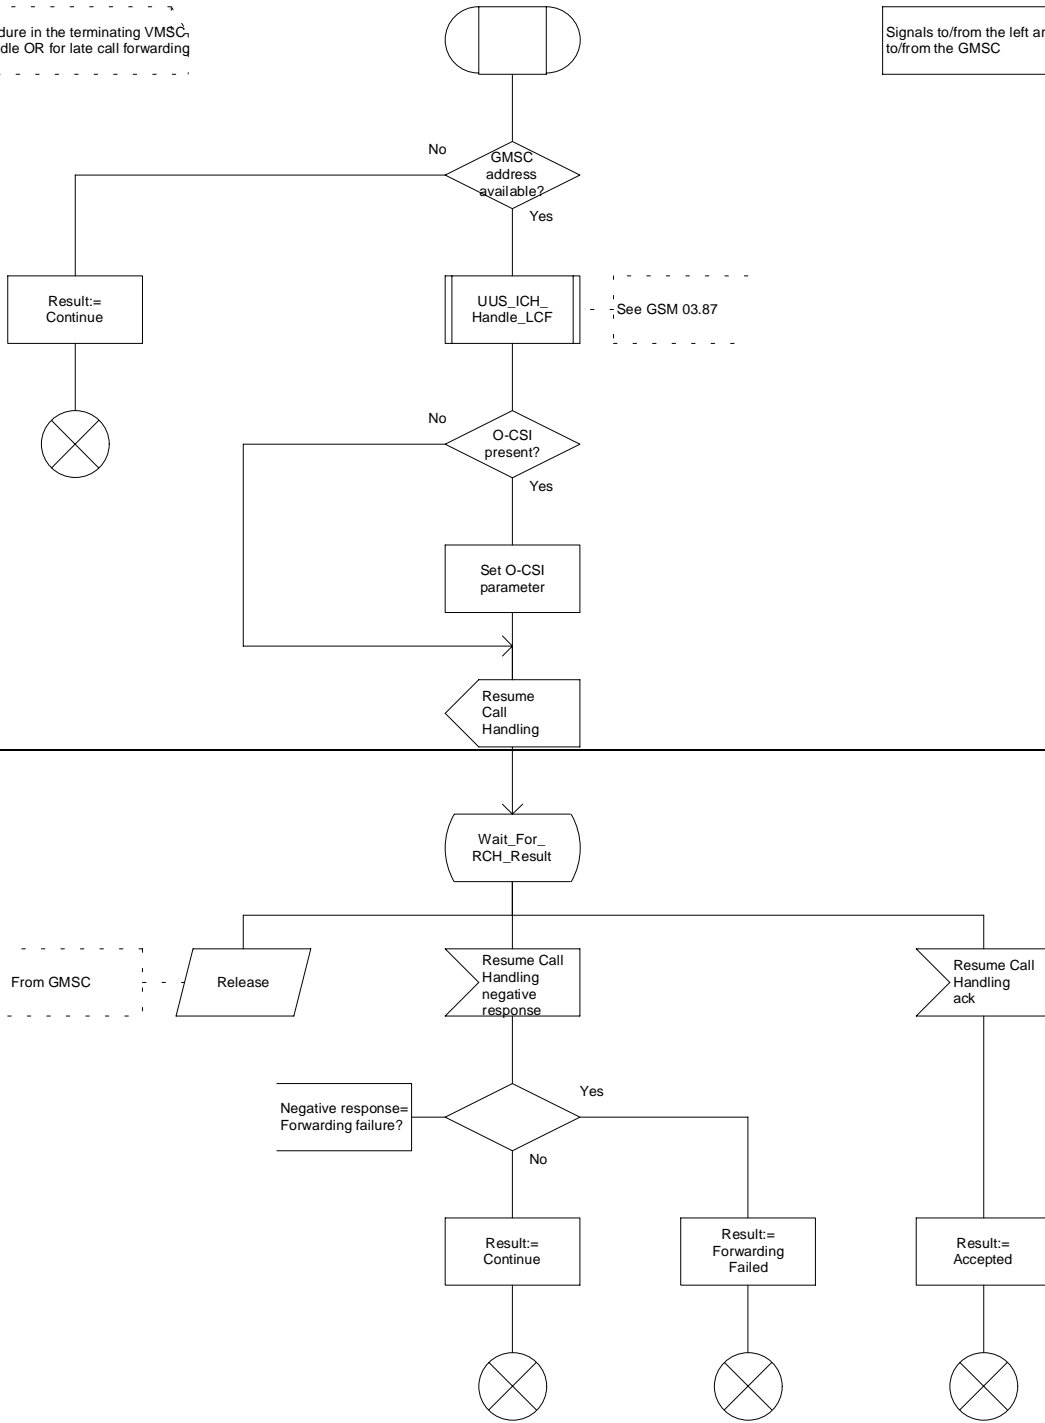 dure in the terminating VMSC,
dle OR for late call forwarding
Signals to/from the left ar
to/from the GMSC
No
GMSC
address
available?
Yes
Result:=
Continue
UUS_ICH_
Handle_LCF
See GSM 03.87
No
O-CSI
present?
Yes
Set O-CSI
parameter
Resume
Call
Handling
Wait_For_
RCH_Result
From GMSC
Release
Resume Call
Handling
negative
response
Resume Call
Handling
ack
Negative response=
Forwarding failure?
Yes
No
Result:=
Continue
Result:=
Forwarding
Failed
Result:=
Accepted